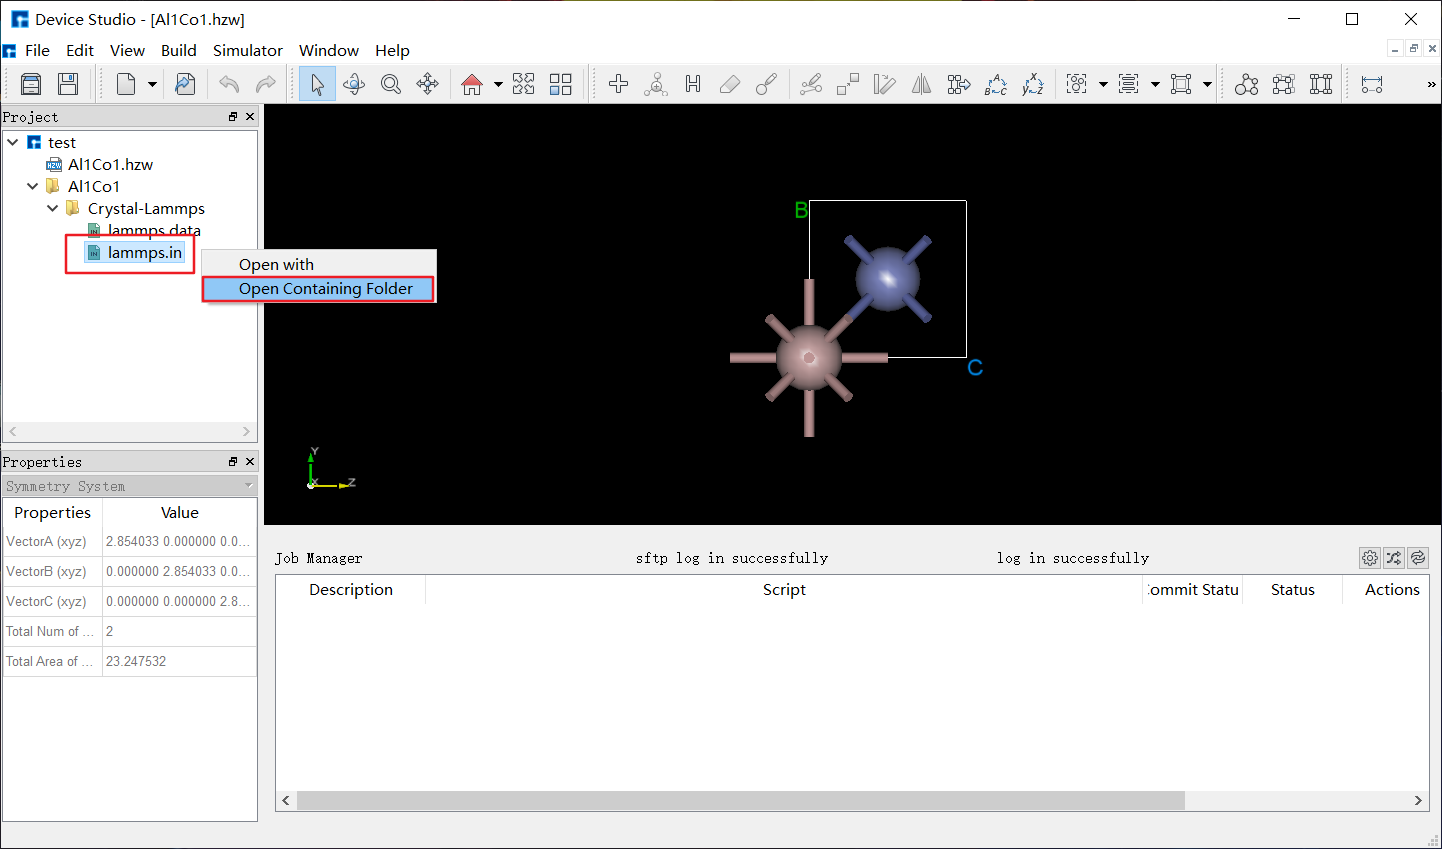 Device Studio - [Al1Co1.hzw]
File Edit View Build Simulator Window Help
Project
test
Al1Co1.hzw
Al1Co1
Crystal-Lammps
lammps.data
lammps.in
Open with
Open Containing Folder
B
C
Y
X
Z
Properties
Symmetry System
Properties Value
VectorA (xyz) 2.854033 0.000000 0.0...
VectorB (xyz) 0.000000 2.854033 0.0...
VectorC (xyz) 0.000000 0.000000 2.8...
Total Num of ... 2
Total Area of ... 23.247532
Job Manager sftp log in successfully log in successfully
Description Script ommit Statu Status Actions